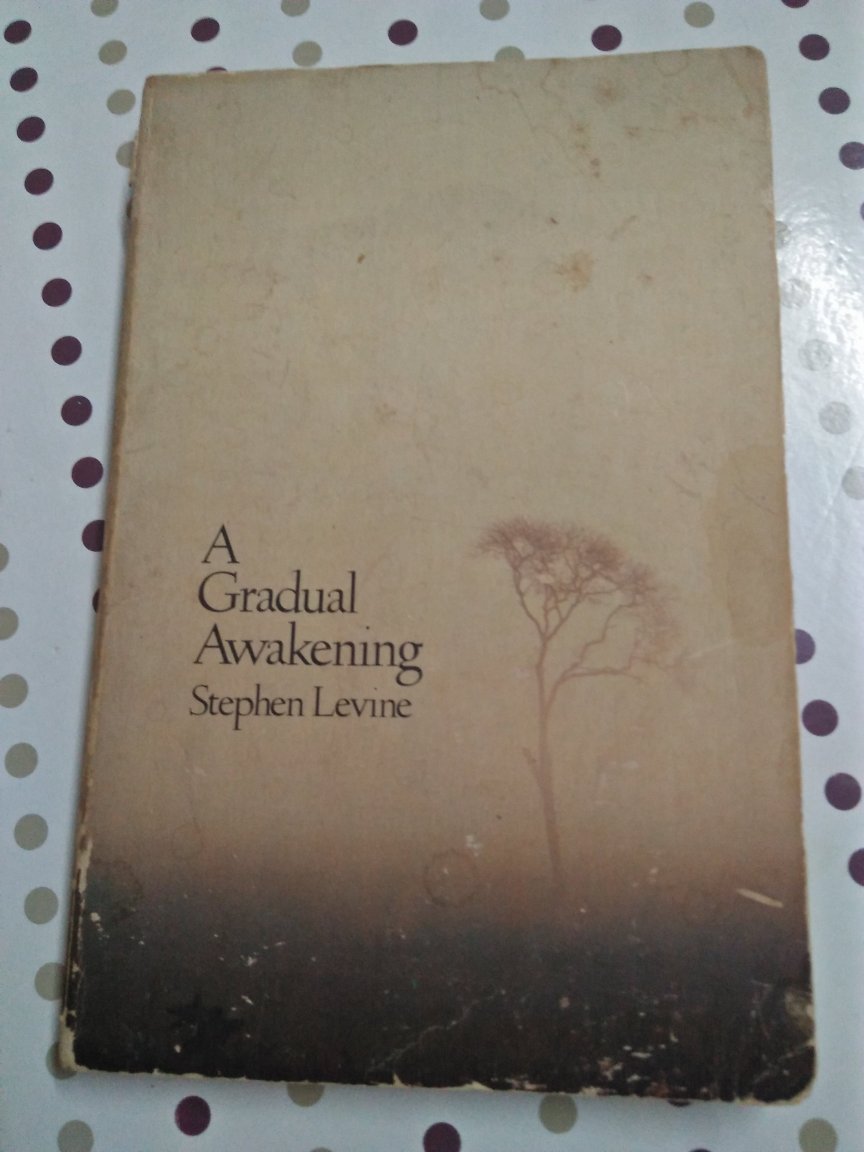 A
Gradual
Awakening
Stephen Levine